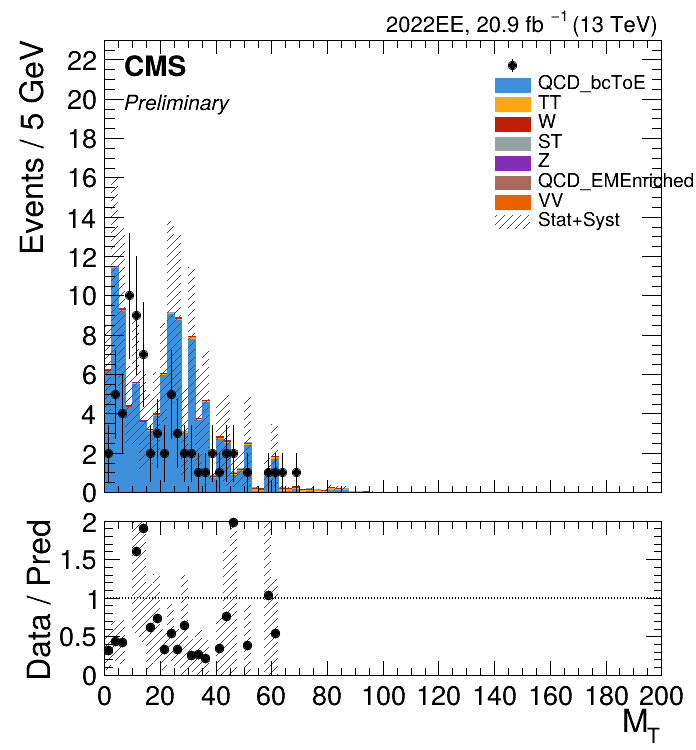 2022EE, 20.9 fb⁻¹ (13 TeV)
Events / 5 GeV
CMS
Preliminary
QCD_bcToE
TT
W
ST
Z
QCD_EMEnriched
VV
Stat+Syst
22
20
18
16
14
12
10
8
6
4
2
0
Data / Pred
2
1.5
1
0.5
0
0 20 40 60 80 100 120 140 160 180 200
M_T